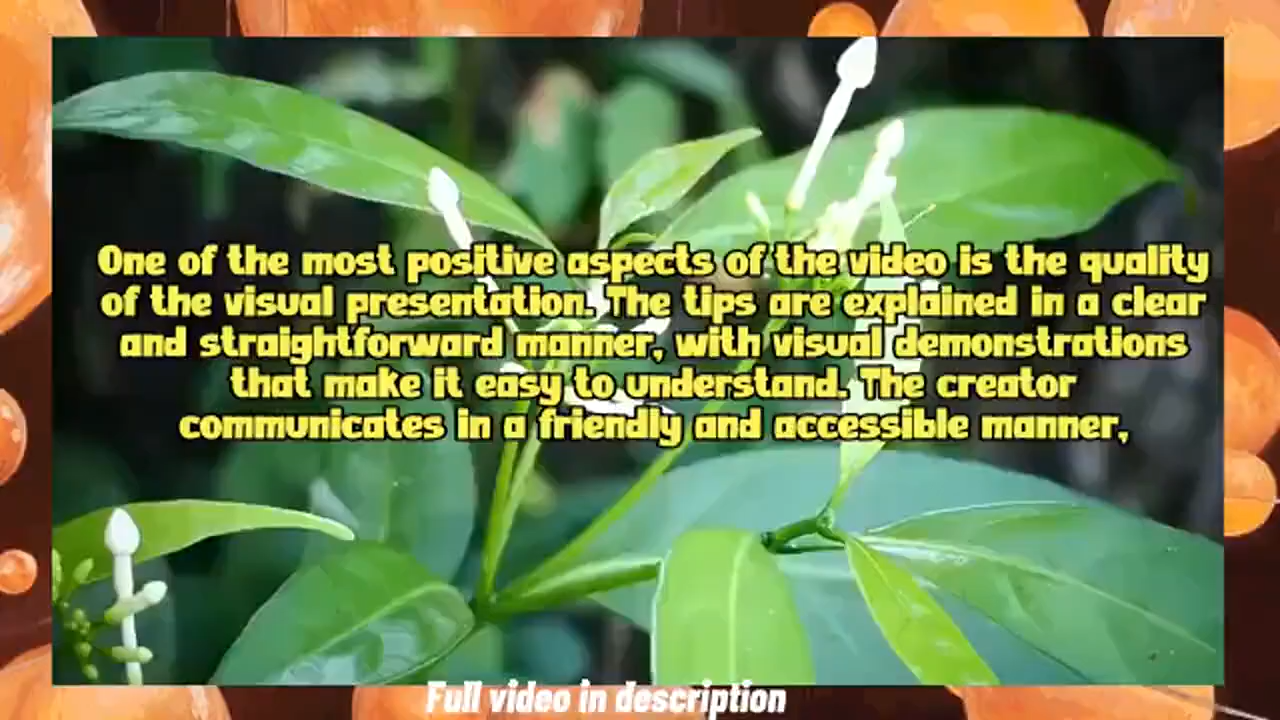 One of the most positive aspects of the video is the quality
of the visual presentation. The tips are explained in a clear
and straightforward manner, with visual demonstrations
that make it easy to understand. The creator
communicates in a friendly and accessible manner,
Full video in description